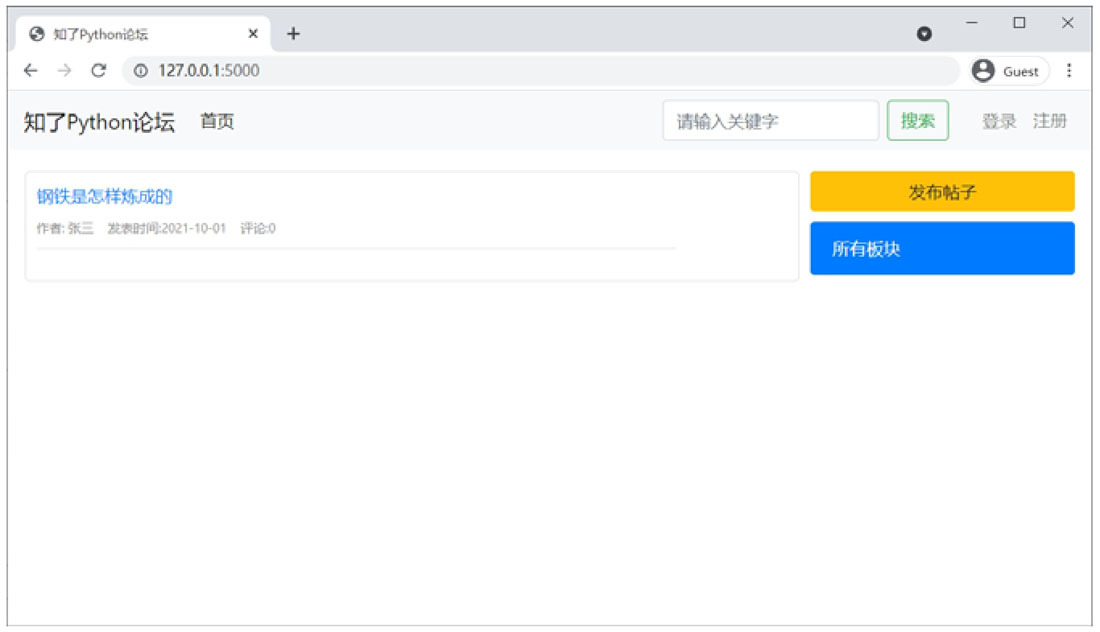 知了Python论坛
127.0.0.1:5000
Guest
知了Python论坛 首页 请输入关键字 搜索 登录 注册
钢铁是怎样炼成的
作者: 张三 发表时间:2021-10-01 评论:0
发布帖子
所有板块